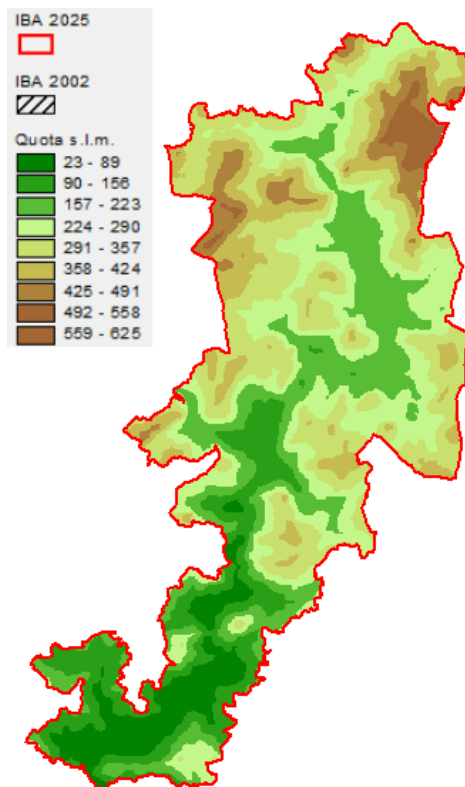 IBA 2025
IBA 2002
Quota s.l.m.
23 - 89
90 - 156
157 - 223
224 - 290
291 - 357
358 - 424
425 - 491
492 - 558
559 - 625